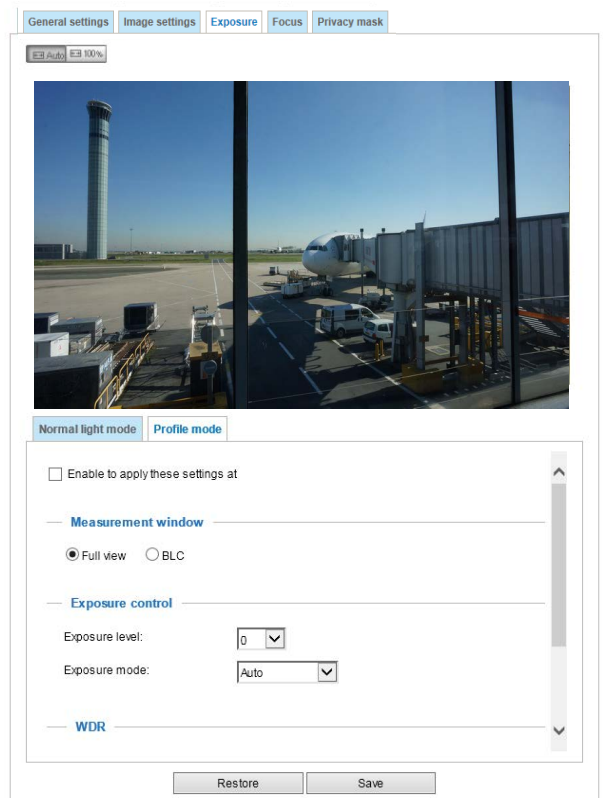 General settings Image settings Exposure Focus Privacy mask
Auto 100%
Normal light mode Profile mode
Enable to apply these settings at
Measurement window
Full view BLC
Exposure control
Exposure level: 0
Exposure mode: Auto
WDR
Restore Save